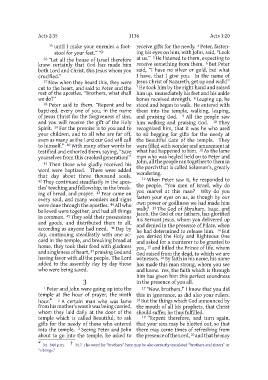 Acts 2:35 1136 Acts 3:20
35 until I make your enemies a foot-
stool for your feet."'
36 "Let all the house of Israel therefore
know certainly that God has made him
both Lord and Christ, this Jesus whom you
crucified."
37 Now when they heard this, they were
cut to the heart, and said to Peter and the
rest of the apostles, "Brothers, what shall
we do?"
38 Peter said to them, "Repent and be
baptized, every one of you, in the name
of Jesus Christ for the forgiveness of sins,
and you will receive the gift of the Holy
Spirit. 39 For the promise is to you and to
your children, and to all who are far off,
even as many as the Lord our God will call
to himself." 40 With many other words he
testified and exhorted them, saying, "Save
yourselves from this crooked generation!"
41 Then those who gladly received his
word were baptized. There were added
that day about three thousand souls.
42 They continued steadfastly in the apos-
tles' teaching and fellowship, in the break-
ing of bread, and prayer. 43 Fear came on
every soul, and many wonders and signs
were done through the apostles. 44 All who
believed were together, and had all things
in common. 45 They sold their possessions
and goods, and distributed them to all,
according as anyone had need. 46 Day by
day, continuing steadfastly with one ac-
cord in the temple, and breaking bread at
home, they took their food with gladness
and singleness of heart, 47 praising God and
having favor with all the people. The Lord
added to the assembly day by day those
who were being saved.
3
1 Peter and John were going up into the
temple at the hour of prayer, the ninth
hour. 2 A certain man who was lame
from his mother's womb was being carried,
whom they laid daily at the door of the
temple which is called Beautiful, to ask
gifts for the needy of those who entered
into the temple. 3 Seeing Peter and John
about to go into the temple, he asked to
receive gifts for the needy. 4 Peter, fasten-
ing his eyes on him, with John, said, "Look
at us." 5 He listened to them, expecting to
receive something from them. 6 But Peter
said, "I have no silver or gold, but what
I have, that I give you. In the name of
Jesus Christ of Nazareth, get up and walk!"
7 He took him by the right hand and raised
him up. Immediately his feet and his ankle
bones received strength. 8 Leaping up, he
stood and began to walk. He entered with
them into the temple, walking, leaping,
and praising God. 9 All the people saw
him walking and praising God. 10 They
recognized him, that it was he who used
to sit begging for gifts for the needy at
the Beautiful Gate of the temple. They
were filled with wonder and amazement at
what had happened to him. 11 As the lame
man who was healed held on to Peter and
John, all the people ran together to them in
the porch that is called Solomon's, greatly
wondering.
12 When Peter saw it, he responded to
the people, "You men of Israel, why do
you marvel at this man? Why do you
fasten your eyes on us, as though by our
own power or godliness we had made him
walk? 13 The God of Abraham, Isaac, and
Jacob, the God of our fathers, has glorified
his Servant Jesus, whom you delivered up
and denied in the presence of Pilate, when
he had determined to release him. 14 But
you denied the Holy and Righteous One
and asked for a murderer to be granted to
you, 15 and killed the Prince of life, whom
God raised from the dead, to which we are
witnesses. 16 By faith in his name, his name
has made this man strong, whom you see
and know. Yes, the faith which is through
him has given him this perfect soundness
in the presence of you all.
17 "Now, brothers, I know that you did
this in ignorance, as did also your rulers.
18 But the things which God announced by
the mouth of all his prophets, that Christ
should suffer, he thus fulfilled.
19 "Repent therefore, and turn again,
that your sins may be blotted out, so that
there may come times of refreshing from
the presence of the Lord, 20 and that he may